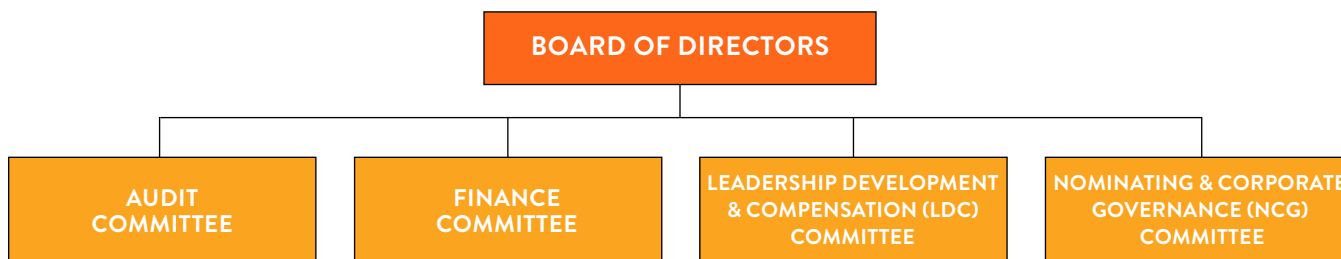 BOARD OF DIRECTORS
AUDIT
COMMITTEE
FINANCE
COMMITTEE
LEADERSHIP DEVELOPMENT
& COMPENSATION (LDC)
COMMITTEE
NOMINATING & CORPORATE
GOVERNANCE (NCG)
COMMITTEE